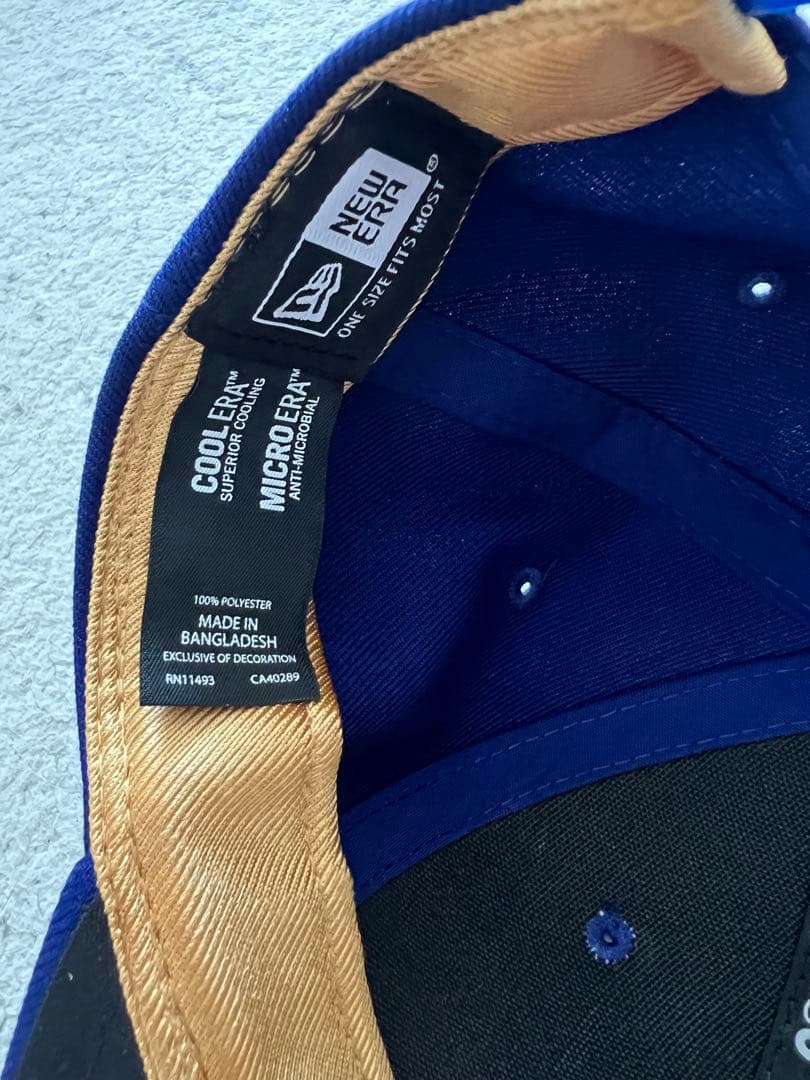 NEW
ERA
®
ONE SIZE FITS MOST
COOL ERA™
SUPERIOR COOLING
MICRO ERA™
ANTI-MICROBIAL
100% POLYESTER
MADE IN
BANGLADESH
EXCLUSIVE OF DECORATION
RN11493 CA40289